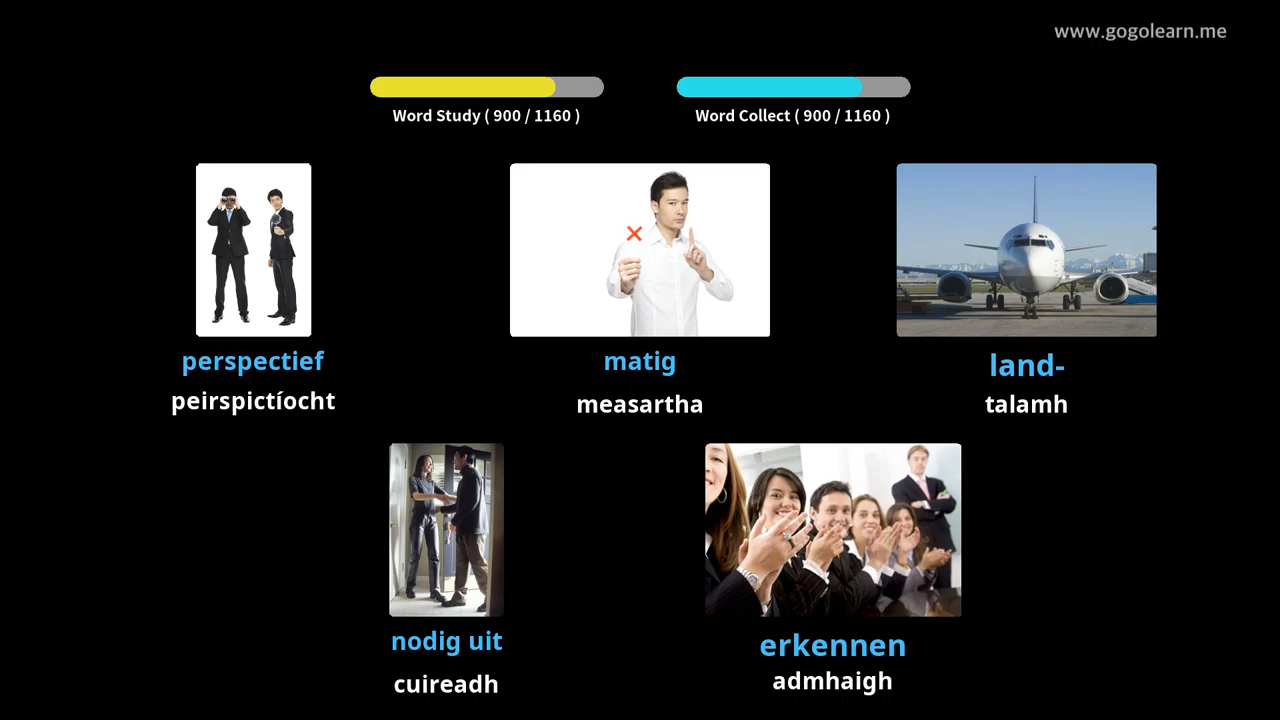 www.gogolearn.me
Word Study ( 900 / 1160 )
Word Collect ( 900 / 1160 )
perspectief
peirspictíocht
matig
measartha
land-
talamh
nodig uit
cuireadh
erkennen
admhaigh